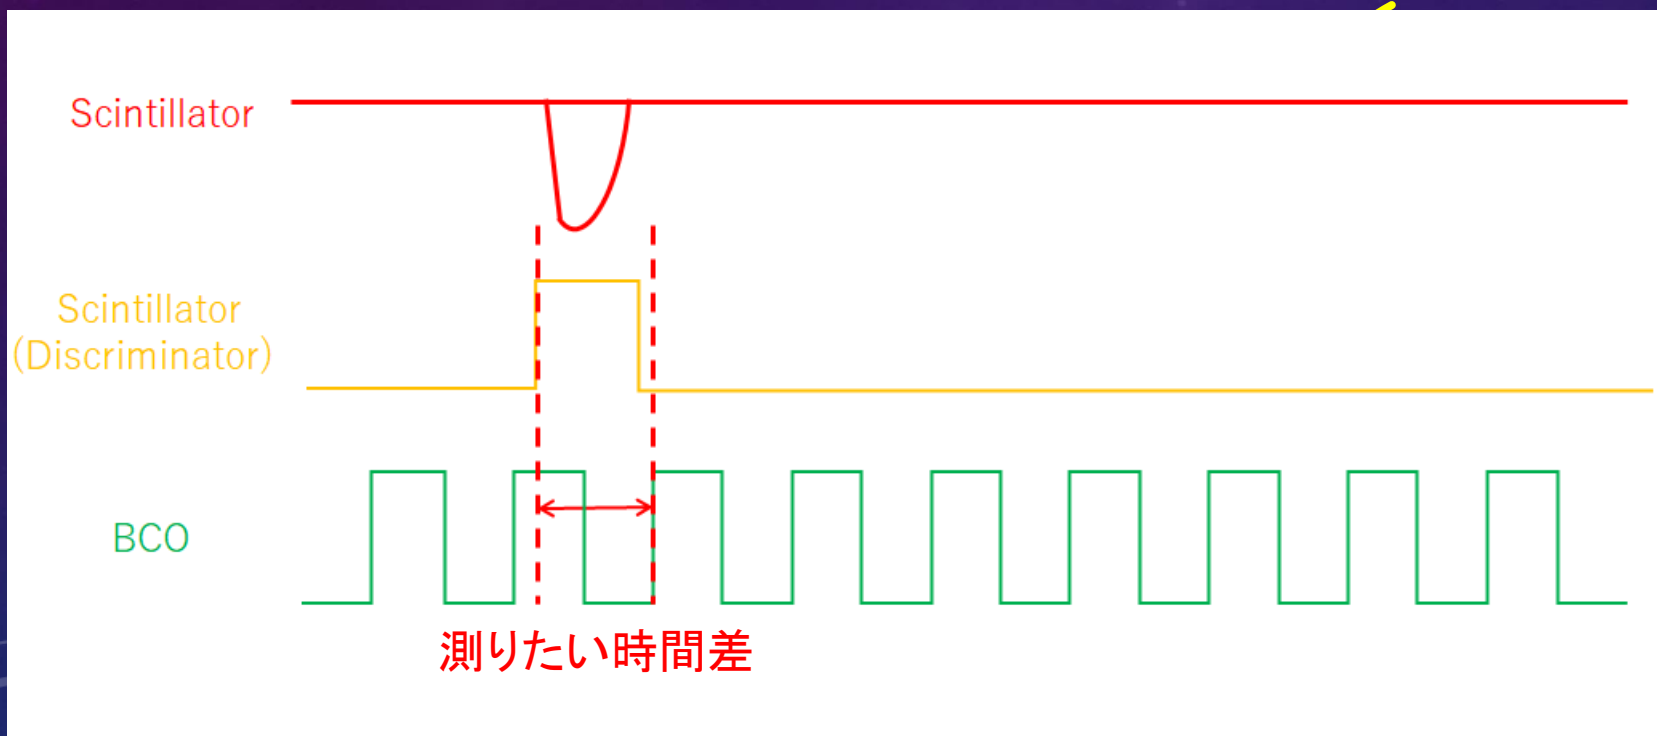 Scintillator
Scintillator
(Discriminator)
BCO
測りたい時間差